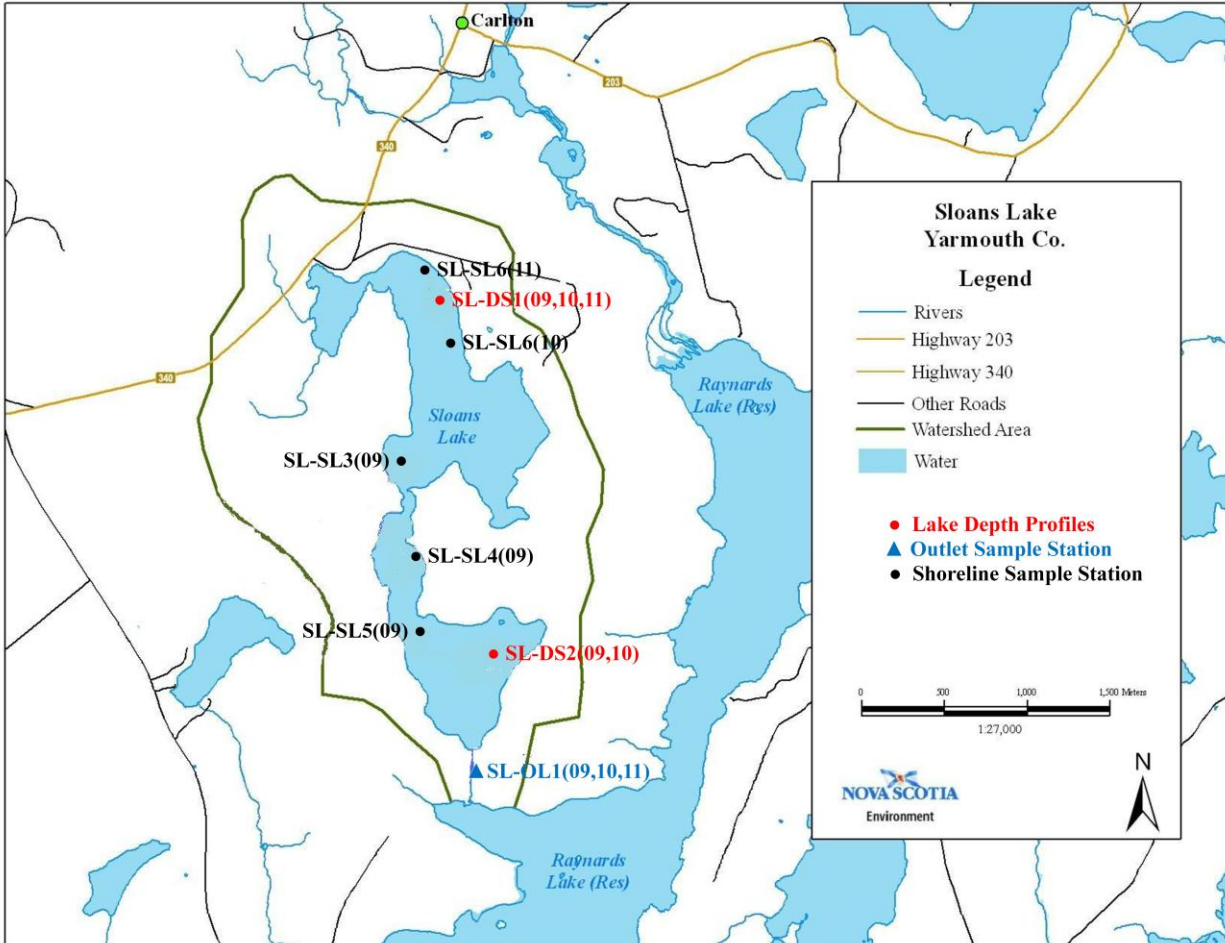 Carlton
203
340
SL-SL6(11)
SL-DS1(09,10,11)
SL-SL6(10)
340
Raynards
Lake (Res)
Sloans
Lake
SL-SL3(09)
SL-SL4(09)
SL-SL5(09)
SL-DS2(09,10)
SL-OL1(09,10,11)
Raynards
Lake (Res)
Sloans Lake
Yarmouth Co.
Legend
Rivers
Highway 203
Highway 340
Other Roads
Watershed Area
Water
Lake Depth Profiles
Outlet Sample Station
Shoreline Sample Station
0 500 1,000 1,500 Meters
1:27,000
N
NOVA SCOTIA
Environment